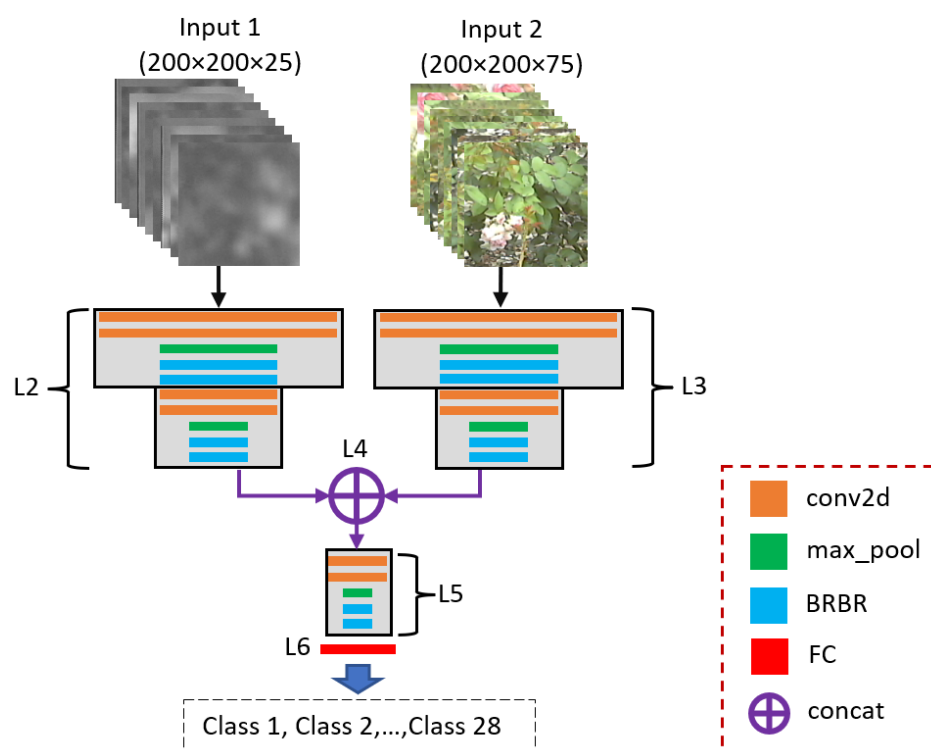 Input 1
(200×200×25)
Input 2
(200×200×75)
L2
L3
L4
L5
L6
Class 1, Class 2,...,Class 28
conv2d
max_pool
BRBR
FC
concat